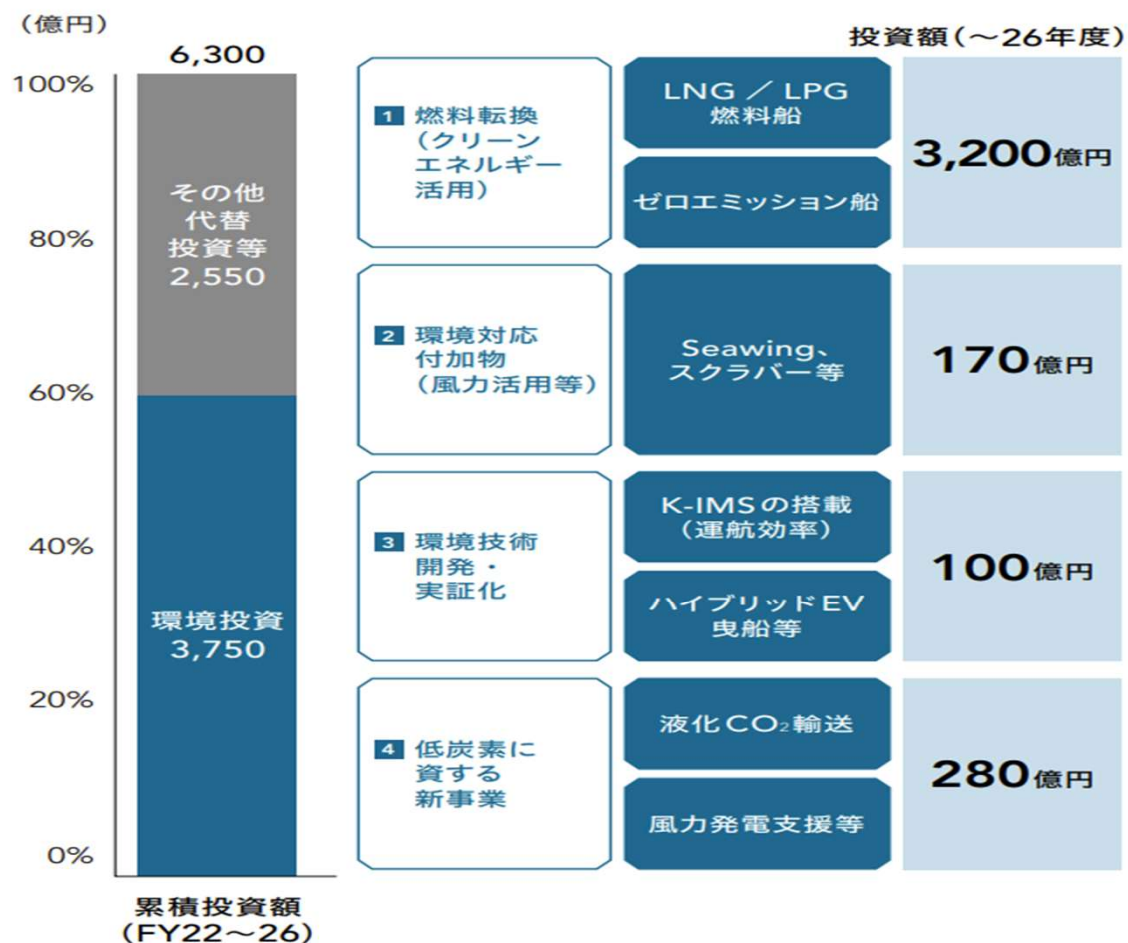 (億円)
6,300
100%
80%
60%
40%
20%
0%
その他
代替
投資等
2,550
環境投資
3,750
累積投資額
(FY22～26)
投資額(～26年度)
1 燃料転換
(クリーン
エネルギー
活用)
LNG ／ LPG
燃料船
ゼロエミッション船
3,200億円
2 環境対応
付加物
(風力活用等)
Seawing、
スクラバー等
170億円
3 環境技術
開発・
実証化
K-IMSの搭載
(運航効率)
ハイブリッドEV
曳船等
100億円
4 低炭素に
資する
新事業
液化CO₂輸送
風力発電支援等
280億円